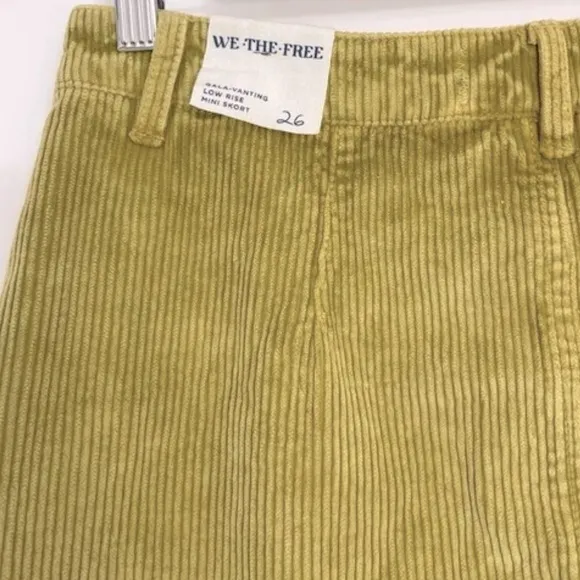 WE·THE·FREE
GALA-VANTING
LOW RISE
MINI SKORT
26